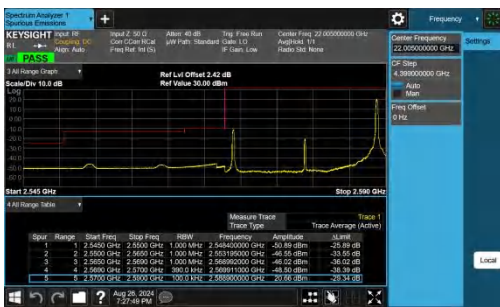 Spectrum Analyzer 1
Spurious Emissions
Frequency
KEYSIGHT Input: RF
Coupling: DC
Align: Auto
Input Z: 50 Ω
Corr CCorr RCal
Freq Ref: Int (S)
Atten: 40 dB
µW Path: Standard
Trig: Free Run
Gate: LO
IF Gain: Low
Center Freq: 22.005000000 GHz
Avg|Hold: 1/1
Radio Std: None
RL
PASS
Center Frequency
22.005000000 GHz
Settings
CF Step
4.399000000 GHz
Auto
Man
Freq Offset
0 Hz
Local
3 All Range Graph
Scale/Div 10.0 dB
Ref Lvl Offset 2.42 dB
Ref Value 30.00 dBm
Log
Start 2.545 GHz
Stop 2.590 GHz
4 All Range Table
Measure Trace Trace 1
Trace Type Trace Average (Active)
Spur Range Start Freq Stop Freq RBW Frequency Amplitude ΔLimit
1 1 2.5450 GHz 2.5500 GHz 1.000 MHz 2.548400000 GHz -50.89 dBm -25.89 dB
2 2 2.5500 GHz 2.5650 GHz 1.000 MHz 2.553195000 GHz -46.55 dBm -33.55 dB
3 3 2.5650 GHz 2.5690 GHz 1.000 MHz 2.568992000 GHz -46.02 dBm -36.02 dB
4 4 2.5690 GHz 2.5700 GHz 390.0 kHz 2.569911000 GHz -48.50 dBm -38.39 dB
5 5 2.5700 GHz 2.5900 GHz 100.0 kHz 2.588900000 GHz 20.66 dBm -29.34 dB
Aug 26, 2024
7:27:49 PM